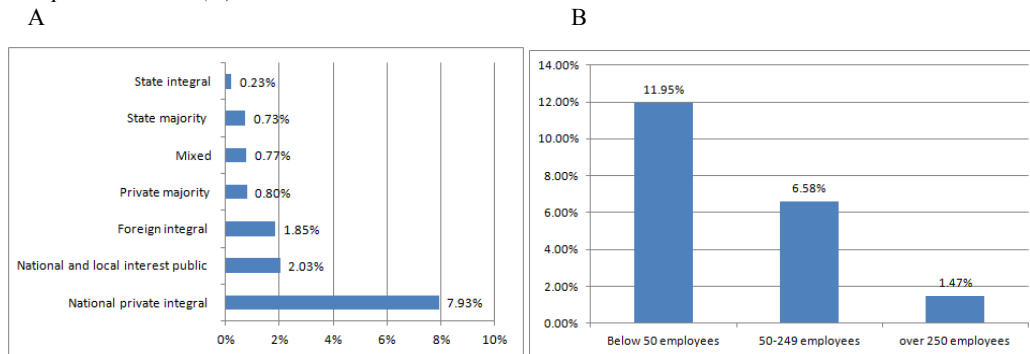 A
B
State integral
0.23%
State majority
0.73%
Mixed
0.77%
Private majority
0.80%
Foreign integral
1.85%
National and local interest public
2.03%
National private integral
7.93%
0% 2% 4% 6% 8% 10%
14.00%
12.00%
10.00%
8.00%
6.00%
4.00%
2.00%
0.00%
11.95%
6.58%
1.47%
Below 50 employees 50-249 employees over 250 employees